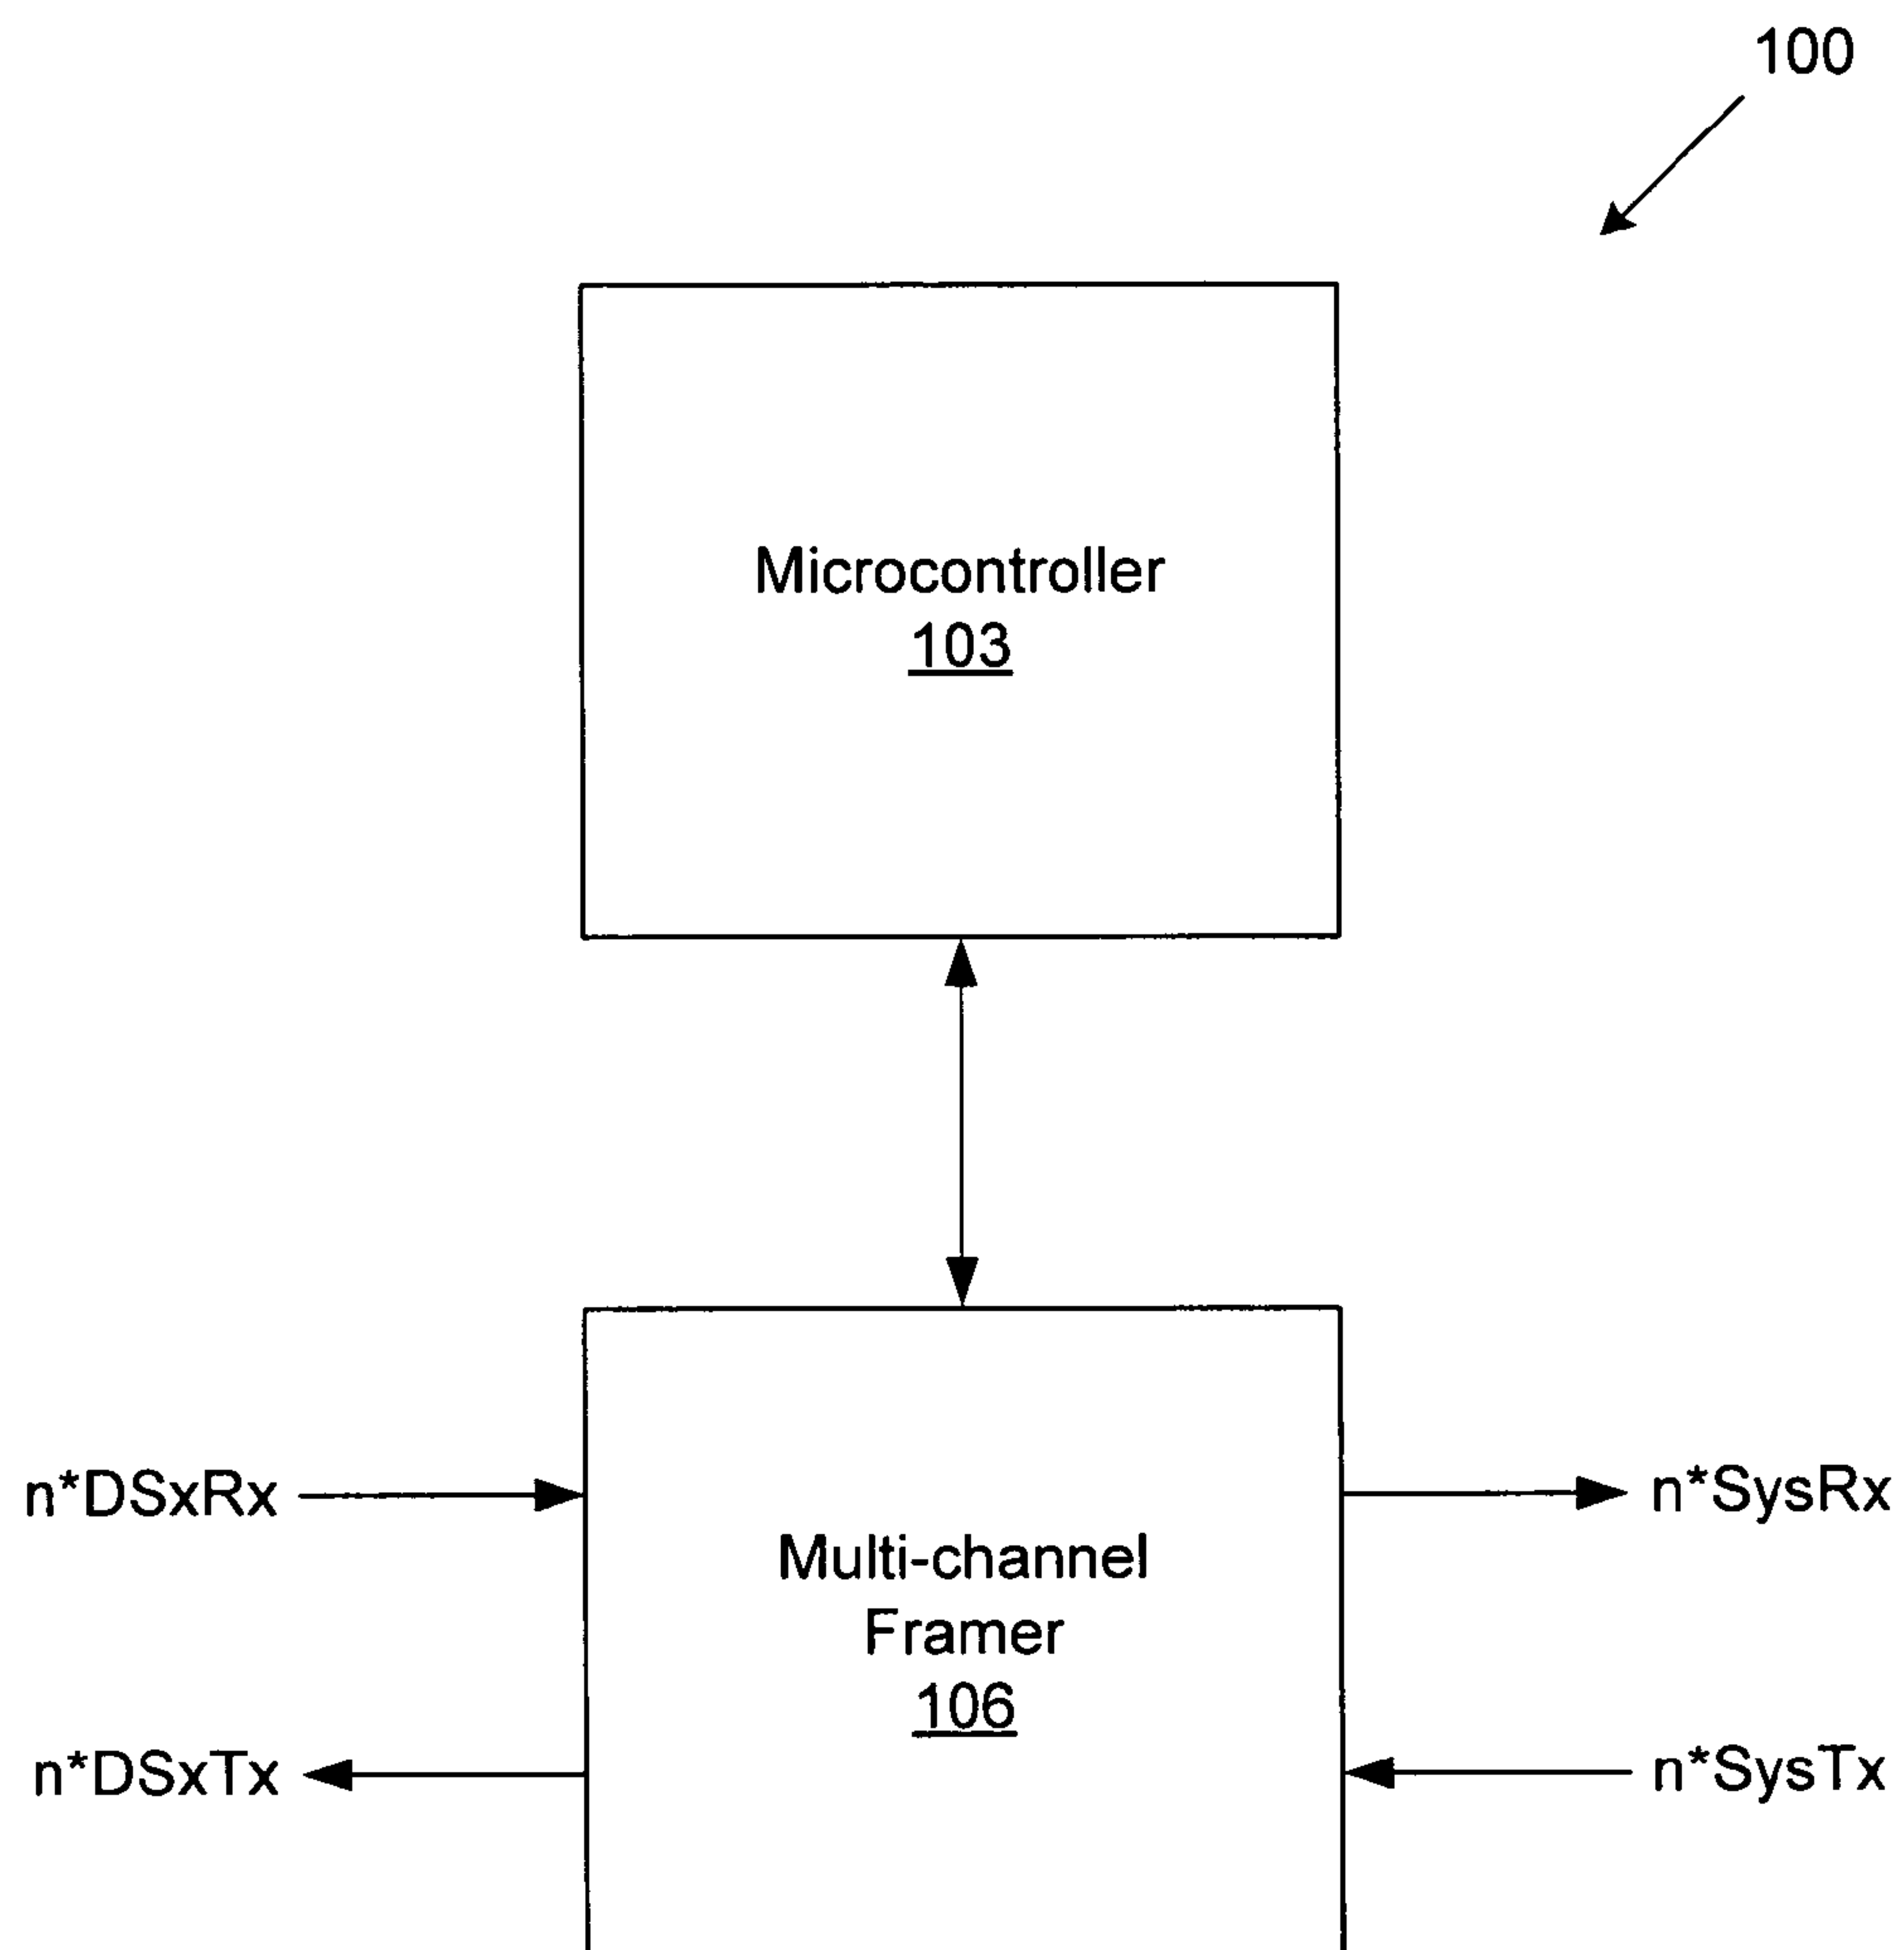 100
Microcontroller
103
n*DSxRx
n*SysRx
Multi-channel
Framer
106
n*DSxTx
n*SysTx